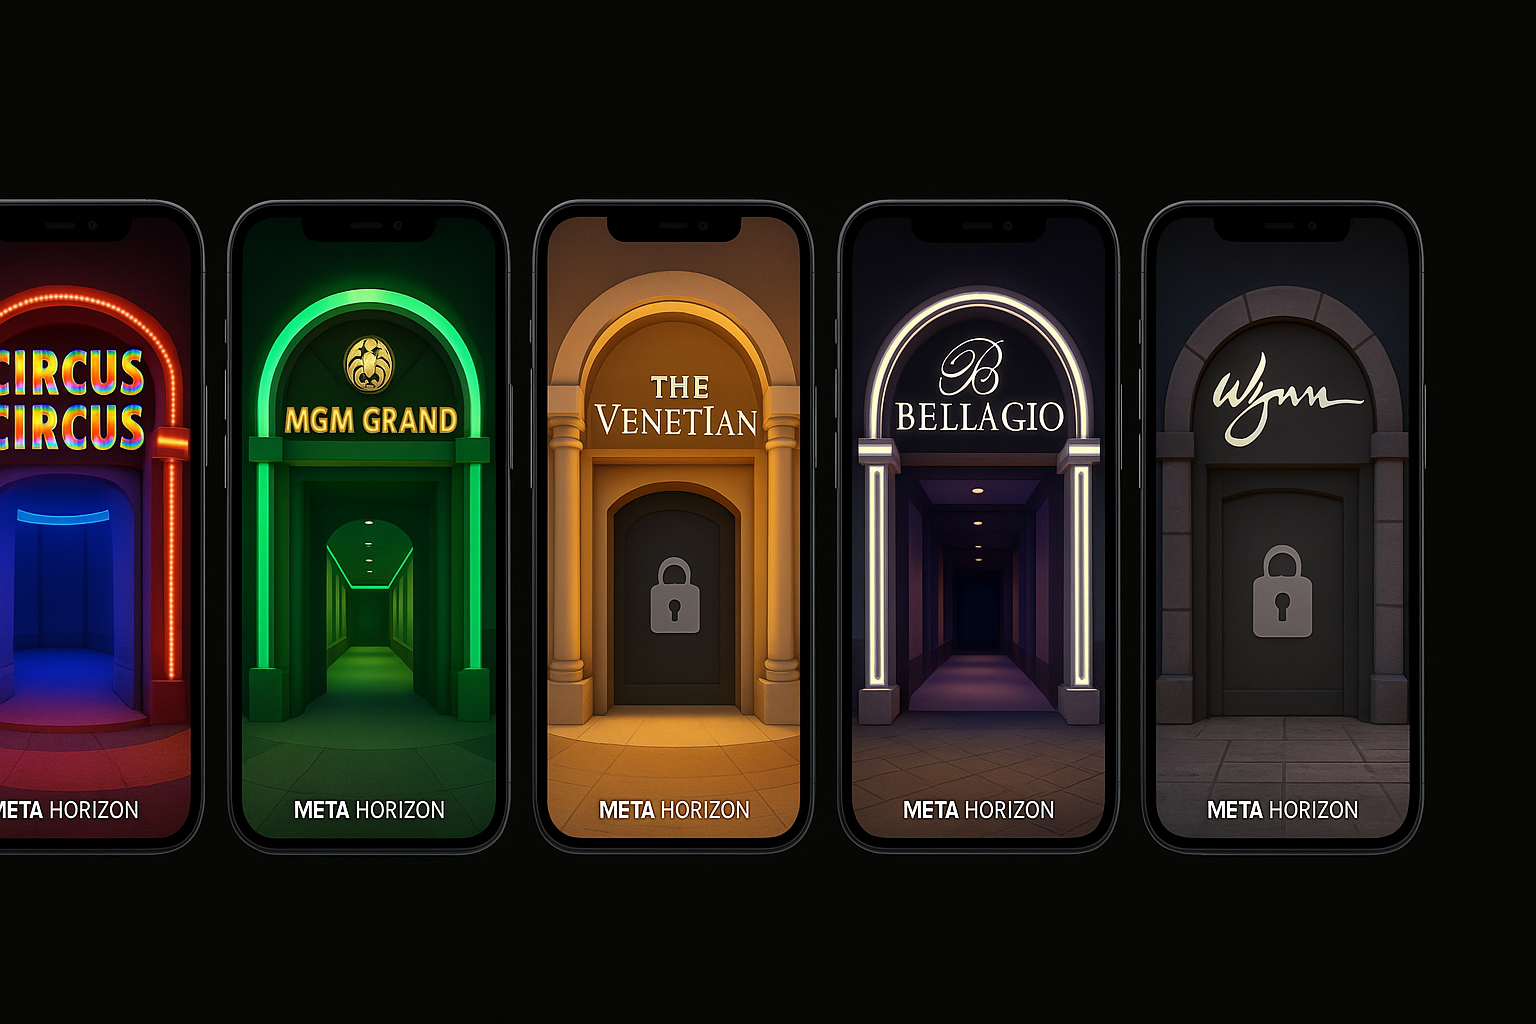 CIRCUS
CIRCUS
META HORIZON
MGM GRAND
META HORIZON
THE
VENETIAN
META HORIZON
B
BELLAGIO
META HORIZON
Wynn
META HORIZON